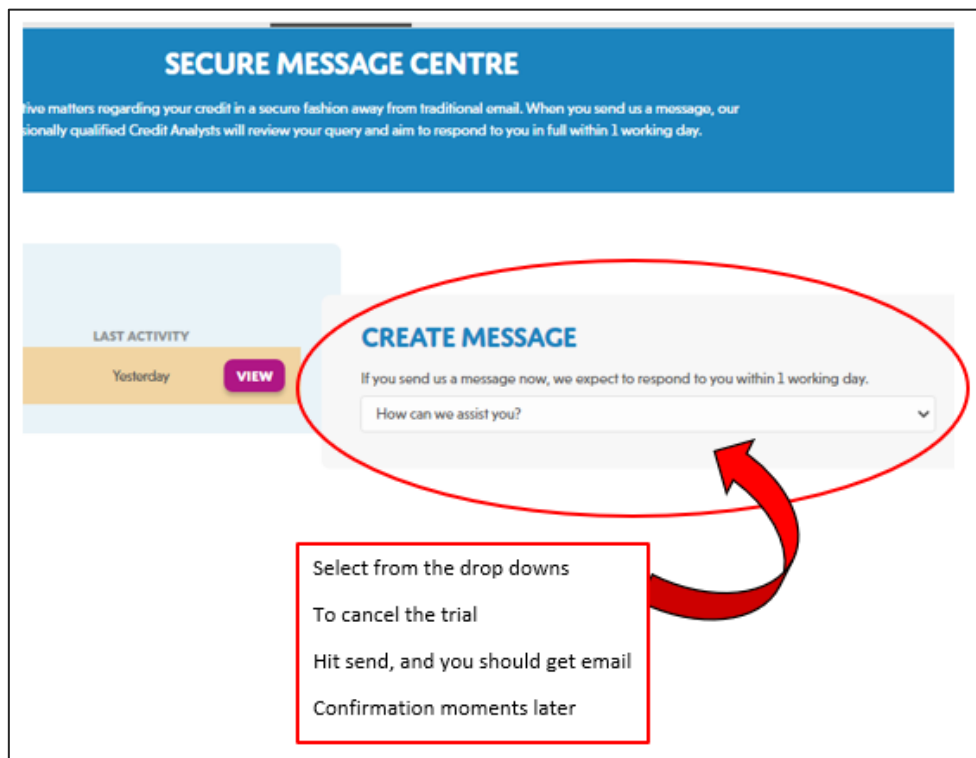 SECURE MESSAGE CENTRE
tive matters regarding your credit in a secure fashion away from traditional email. When you send us a message, our
sionally qualified Credit Analysts will review your query and aim to respond to you in full within 1 working day.
LAST ACTIVITY
Yesterday
VIEW
CREATE MESSAGE
If you send us a message now, we expect to respond to you within 1 working day.
How can we assist you?
Select from the drop downs
To cancel the trial
Hit send, and you should get email
Confirmation moments later